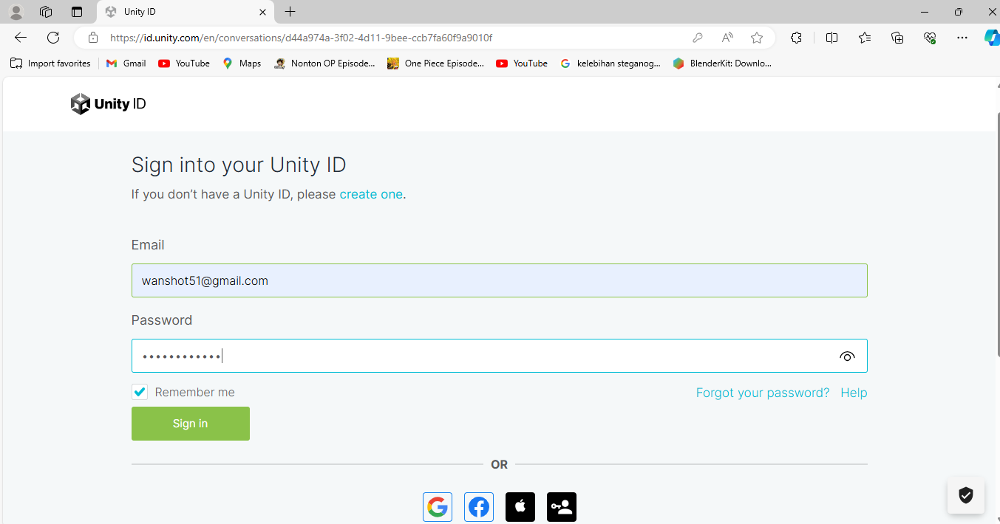 Unity ID
https://id.unity.com/en/conversations/d44a974a-3f02-4d11-9bee-ccb7fa60f9a9010f
Import favorites Gmail YouTube Maps Nonton OP Episode... One Piece Episode... YouTube kelebihan steganog... BlenderKit: Downlo...
Unity ID
Sign into your Unity ID
If you don't have a Unity ID, please create one.
Email
wanshot51@gmail.com
Password
••••••••••••
Remember me Forgot your password? Help
Sign in
OR